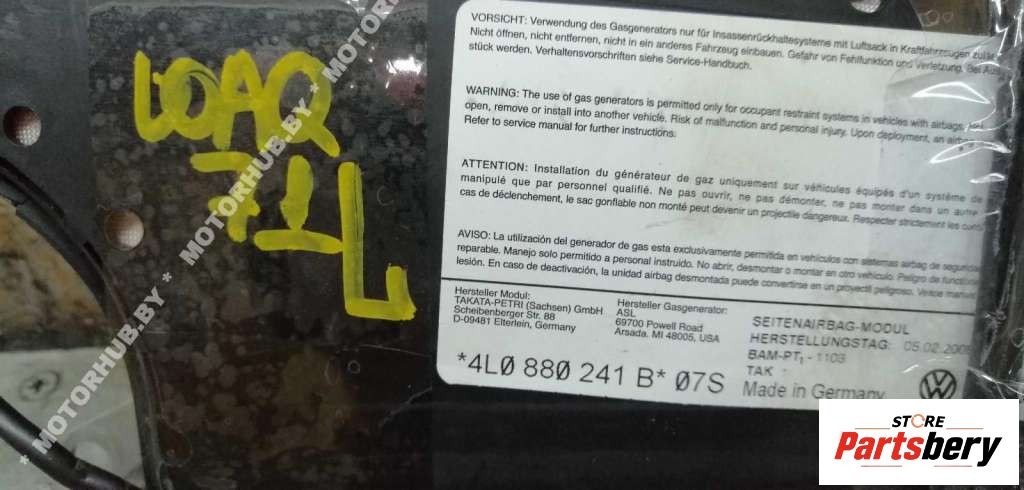 LOAQ
71L
* MOTORHUB.BY * MOTORHUB.BY * MOTORHUB.BY
VORSICHT: Verwendung des Gasgenerators nur für Insassenrückhaltesysteme mit Luftsack in Kraftfahrzeugen
Nicht öffnen, nicht entfernen, nicht in ein anderes Fahrzeug einbauen. Gefahr von Fehlfunktion und Verletzung. Bei
stück werden. Verhaltensvorschriften siehe Service-Handbuch.
WARNING: The use of gas generators is permitted only for occupant restraint systems in vehicles with airbags.
open, remove or install into another vehicle. Risk of malfunction and personal injury. Upon deployment, an
Refer to service manual for further instructions.
ATTENTION: Installation du générateur de gaz uniquement sur véhicules équipés d'un système de
manipulé que par personnel qualifié. Ne pas ouvrir, ne pas démonter, ne pas monter dans un autre
cas de déclenchement, le sac gonflable non monté peut devenir un projectile dangereux. Respecter strictement les
AVISO: La utilización del generador de gas esta exclusivamente permitida en vehículos con sistemas airbag de
reparable. Manejo solo permitido a personal instruido. No abrir, desmontar o montar en otro vehículo. Peligro de
lesión. En caso de deactivación, la unidad airbag desmontada puede convertirse en un proyectil peligroso.
Hersteller Modul:
TAKATA-PETRI (Sachsen) GmbH
Scheibenberger Str. 88
D-09481 Elterlein, Germany
Hersteller Gasgenerator:
ASL
69700 Powell Road
Arsada. MI 48005, USA
SEITENAIRBAG-MODUL
HERSTELLUNGSTAG: 05.02.
BAM-PT1 - 1103
TAK
Made in Germany
*4L0 880 241 B* 07S
STORE
Partsbery